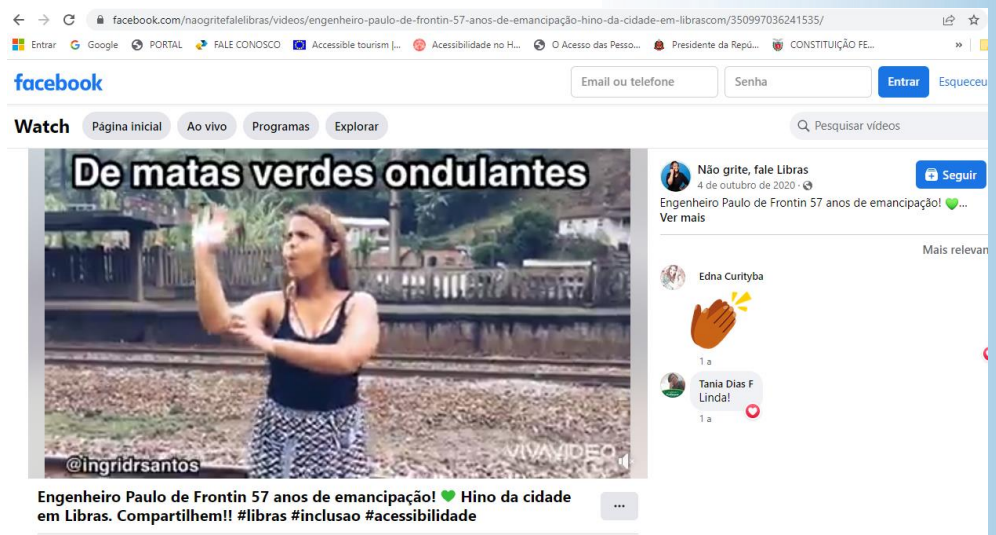 facebook.com/naogritefalelibras/videos/engenheiro-paulo-de-frontin-57-anos-de-emancipação-hino-da-cidade-em-librascom/350997036241535/
Entrar Google PORTAL FALE CONOSCO Accessible tourism |... Acessibilidade no H... O Acesso das Pesso... Presidente da Repú... CONSTITUIÇÃO FE... »
facebook Email ou telefone Senha Entrar Esqueceu
Watch Página inicial Ao vivo Programas Explorar Pesquisar vídeos
De matas verdes ondulantes
@ingridrsantos
VIVAVIDEO
Engenheiro Paulo de Frontin 57 anos de emancipação! 💚 Hino da cidade
em Libras. Compartilhem!! #libras #inclusao #acessibilidade
...
Não grite, fale Libras
4 de outubro de 2020 ·
Seguir
Engenheiro Paulo de Frontin 57 anos de emancipação! 💚...
Ver mais
Mais relevan
Edna Curityba
1 a
Tania Dias F
Linda!
1 a